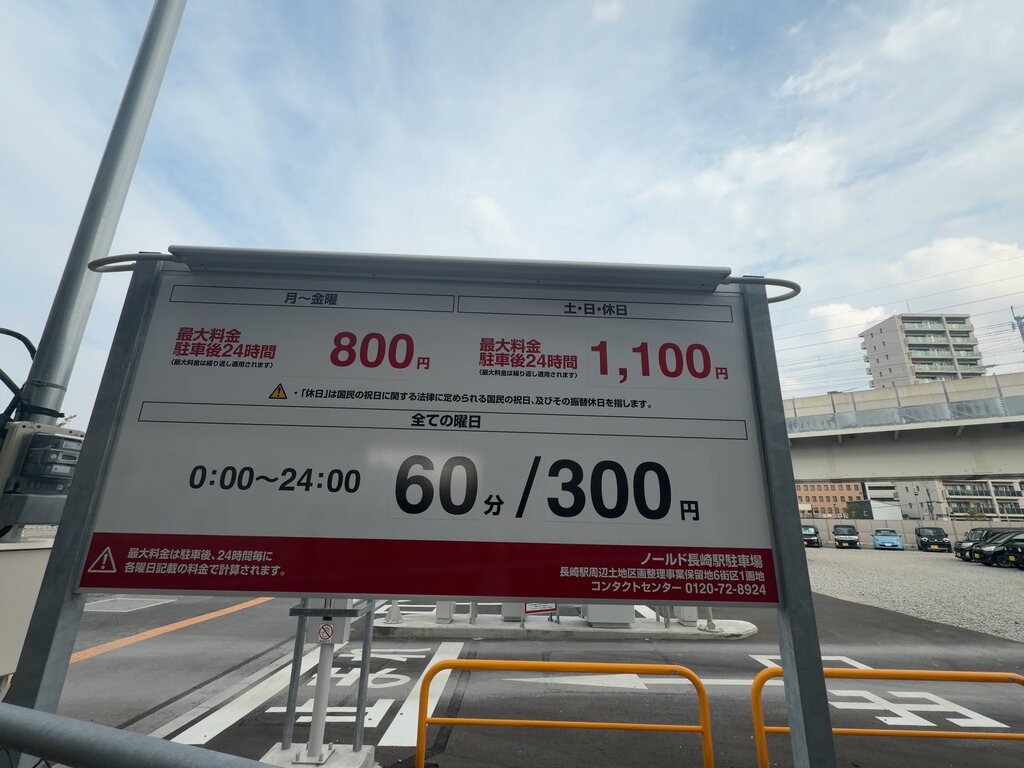 月～金曜
土・日・休日
最大料金
駐車後24時間
(最大料金は繰り返し適用されます)
800円
最大料金
駐車後24時間
(最大料金は繰り返し適用されます)
1,100円
・「休日」は国民の祝日に関する法律に定められる国民の祝日、及びその振替休日を指します。
全ての曜日
0:00～24:00
60分/300円
最大料金は駐車後、24時間毎に
各曜日記載の料金で計算されます。
ノールド長崎駅駐車場
長崎駅周辺土地区画整理事業保留地6街区1画地
コンタクトセンター 0120-72-8924